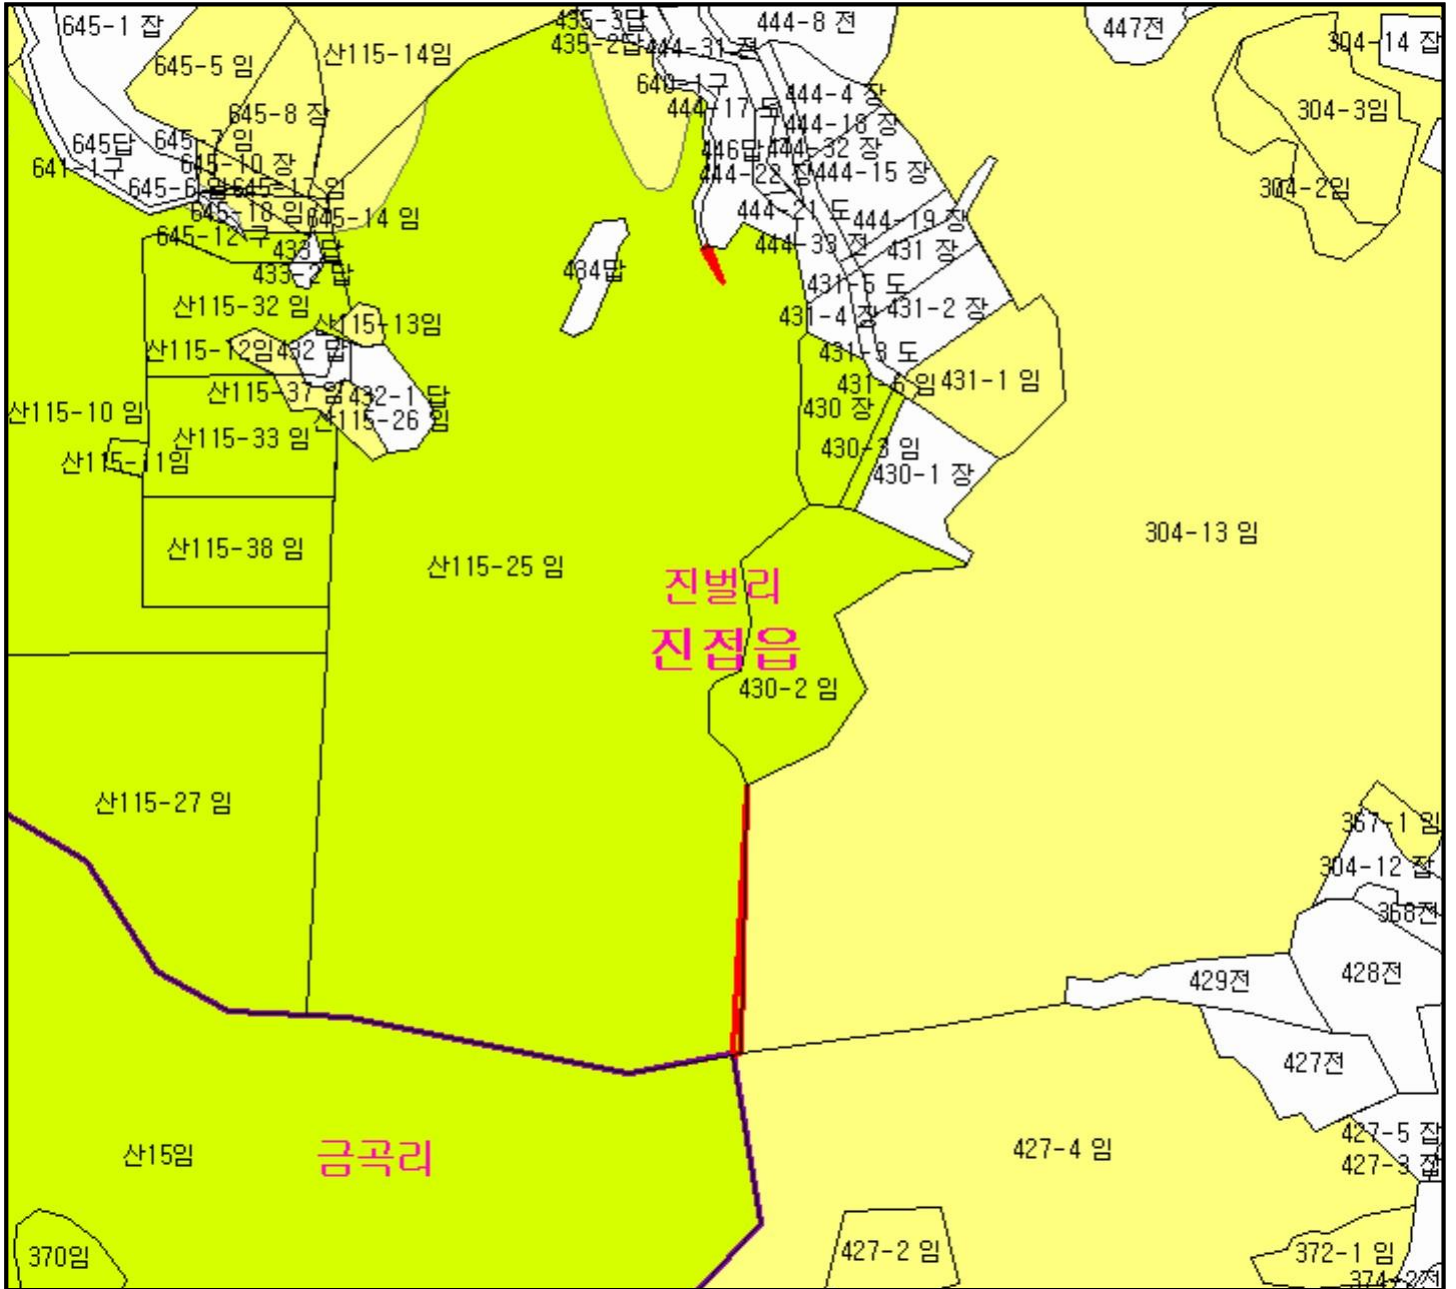 645-1 잡
435-3답
444-8 전
447전
304-14 잡
435-2답
444-31 전
산115-14임
645-5 임
640-1구
444-4 장
444-17 도
304-3임
645-8 장
444-18 장
645-7 임
645답
446답
444-32 장
645-10 장
641-1구
444-22 장
444-15 장
645-17 임
304-2임
645-18 임
645-14 임
444-21 도
444-19 장
645-12 구
433 답
444-33 전
431 장
433-2 답
434답
431-5 도
산115-32 임
431-2 장
431-4 장
산115-13임
산115-12임
432 답
431-3 도
431-6 임
431-1 임
산115-37 임
432-1 답
산115-10 임
430 장
산115-26 임
산115-33 임
430-3 임
산115-11임
430-1 장
304-13 임
산115-38 임
산115-25 임
진벌리
진접읍
430-2 임
산115-27 임
367-1 임
304-12 잡
368전
429전
428전
427전
427-5 잡
427-3 잡
산15임
금곡리
427-4 임
370임
427-2 임
372-1 임
374-2전